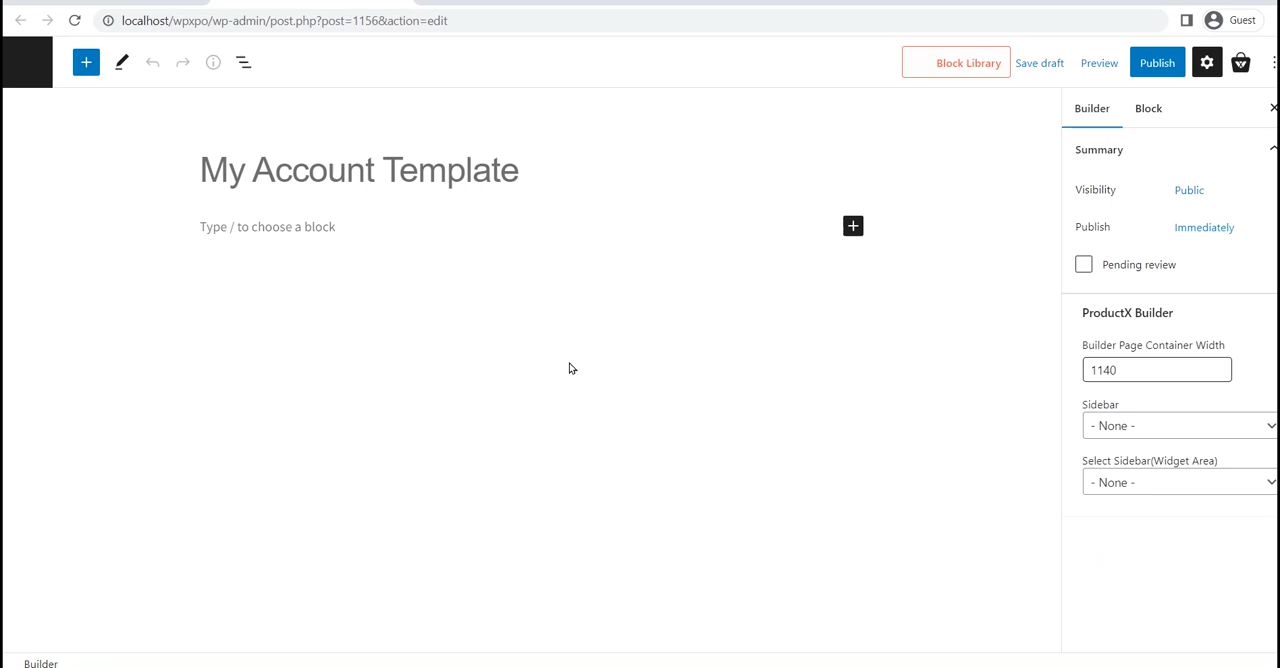 localhost/wpxpo/wp-admin/post.php?post=1156&action=edit
Guest
Block Library
Save draft
Preview
Publish
Builder
Block
Summary
My Account Template
Visibility
Public
Type / to choose a block
Publish
Immediately
Pending review
ProductX Builder
Builder Page Container Width
1140
Sidebar
- None -
Select Sidebar(Widget Area)
- None -
Builder